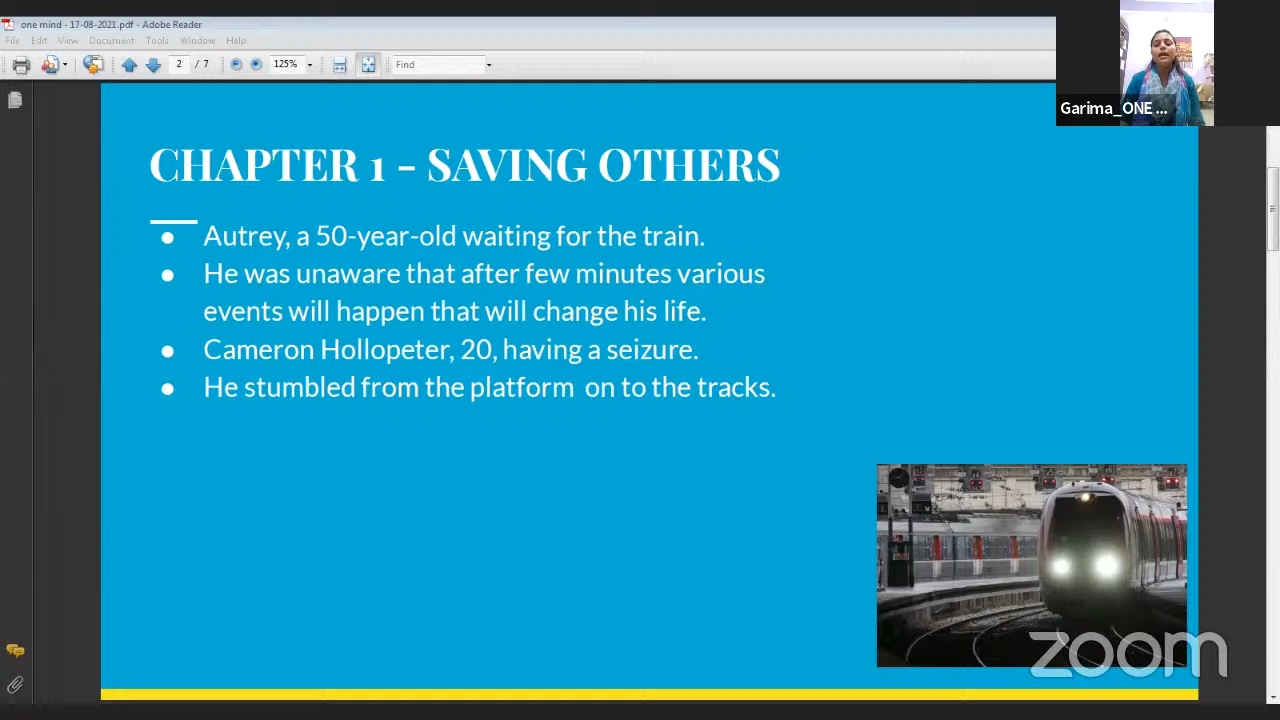 one mind - 17-08-2021.pdf - Adobe Reader
File Edit View Document Tools Window Help
2 / 7 125% Find
Garima_ONE ...
CHAPTER 1 - SAVING OTHERS
● Autrey, a 50-year-old waiting for the train.
● He was unaware that after few minutes various
events will happen that will change his life.
● Cameron Hollopeter, 20, having a seizure.
● He stumbled from the platform on to the tracks.
zoom